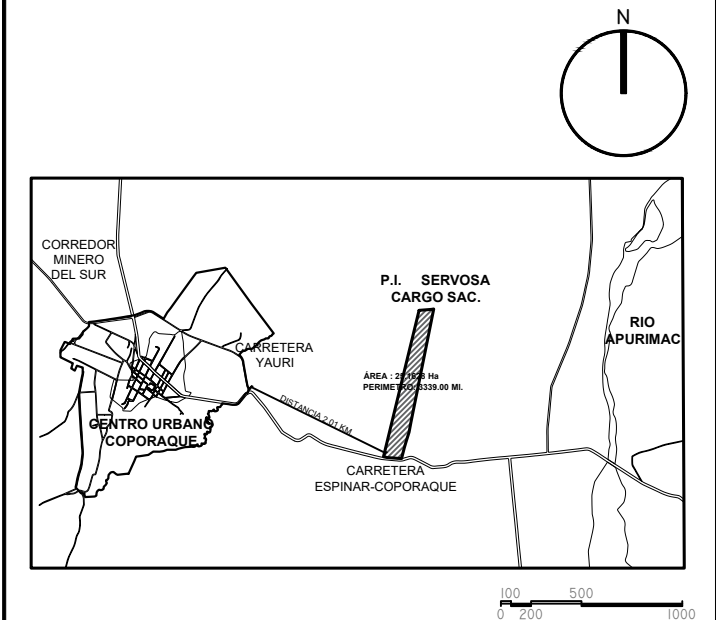 N
CORREDOR
MINERO
DEL SUR
P.I. SERVOSA
CARGO SAC.
RIO
APURIMAC
CARRETERA
YAURI
ÁREA : Ha
PERIMETRO: 3339.00 Ml.
DISTANCIA 2.01 KM.
CENTRO URBANO
COPORAQUE
CARRETERA
ESPINAR-COPORAQUE
100 500
0 200 1000